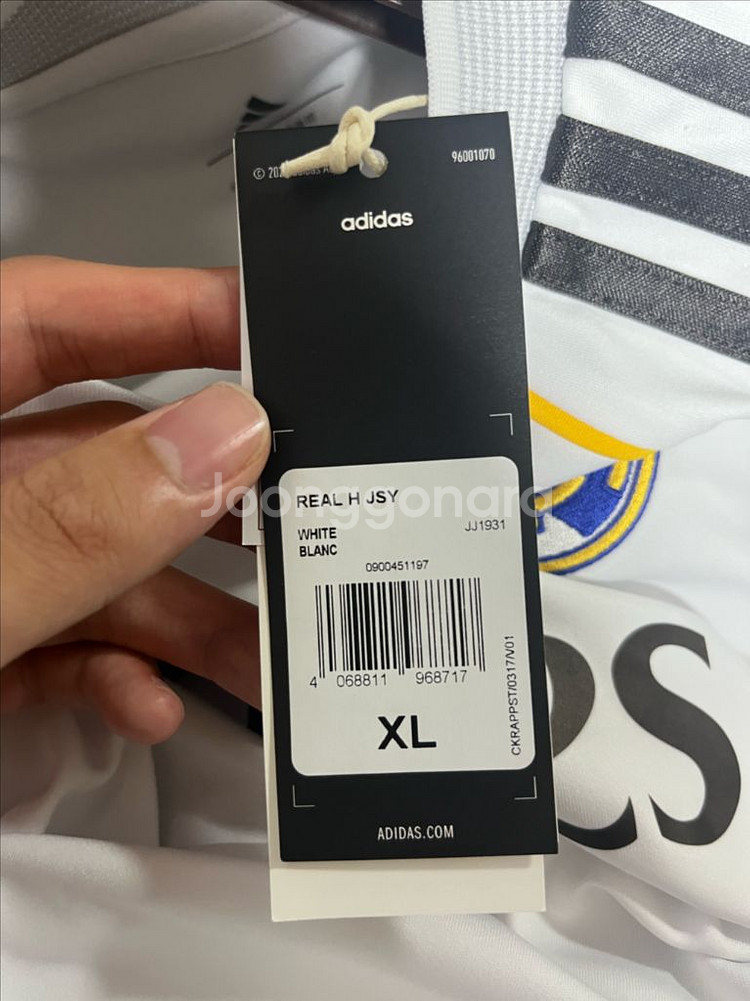 96001070
adidas
Joonggonara
REAL H JSY
WHITE
BLANC
JJ1931
0900451197
4 068811 968717
XL
CKRAPPST/0317/V01
ADIDAS.COM